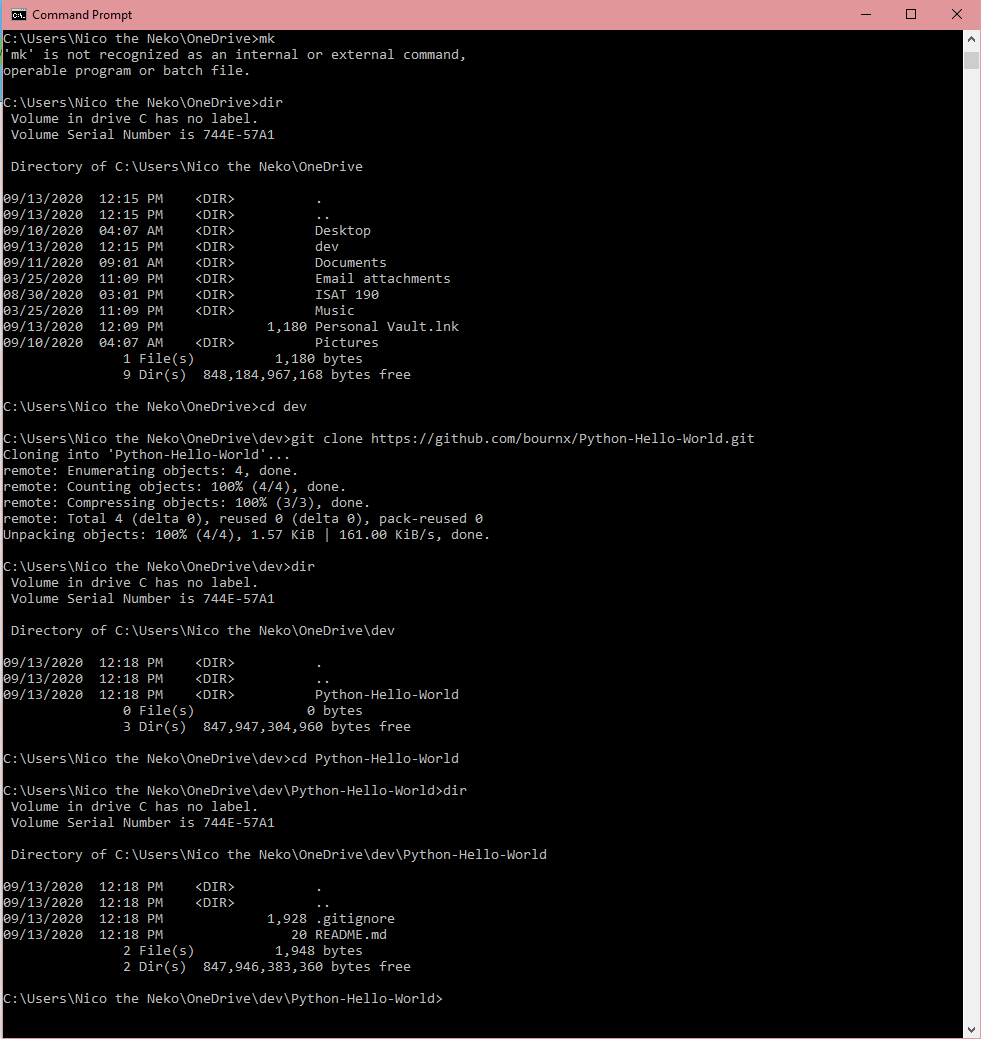 Command Prompt
C:\Users\Nico the Neko\OneDrive>mk
'mk' is not recognized as an internal or external command,
operable program or batch file.
C:\Users\Nico the Neko\OneDrive>dir
 Volume in drive C has no label.
 Volume Serial Number is 744E-57A1
 Directory of C:\Users\Nico the Neko\OneDrive
09/13/2020  12:15 PM    <DIR>          .
09/13/2020  12:15 PM    <DIR>          ..
09/10/2020  04:07 AM    <DIR>          Desktop
09/13/2020  12:15 PM    <DIR>          dev
09/11/2020  09:01 AM    <DIR>          Documents
03/25/2020  11:09 PM    <DIR>          Email attachments
08/30/2020  03:01 PM    <DIR>          ISAT 190
03/25/2020  11:09 PM    <DIR>          Music
09/13/2020  12:09 PM             1,180 Personal Vault.lnk
09/10/2020  04:07 AM    <DIR>          Pictures
               1 File(s)          1,180 bytes
               9 Dir(s)  848,184,967,168 bytes free
C:\Users\Nico the Neko\OneDrive>cd dev
C:\Users\Nico the Neko\OneDrive\dev>git clone https://github.com/bournx/Python-Hello-World.git
Cloning into 'Python-Hello-World'...
remote: Enumerating objects: 4, done.
remote: Counting objects: 100% (4/4), done.
remote: Compressing objects: 100% (3/3), done.
remote: Total 4 (delta 0), reused 0 (delta 0), pack-reused 0
Unpacking objects: 100% (4/4), 1.57 KiB | 161.00 KiB/s, done.
C:\Users\Nico the Neko\OneDrive\dev>dir
 Volume in drive C has no label.
 Volume Serial Number is 744E-57A1
 Directory of C:\Users\Nico the Neko\OneDrive\dev
09/13/2020  12:18 PM    <DIR>          .
09/13/2020  12:18 PM    <DIR>          ..
09/13/2020  12:18 PM    <DIR>          Python-Hello-World
               0 File(s)              0 bytes
               3 Dir(s)  847,947,304,960 bytes free
C:\Users\Nico the Neko\OneDrive\dev>cd Python-Hello-World
C:\Users\Nico the Neko\OneDrive\dev\Python-Hello-World>dir
 Volume in drive C has no label.
 Volume Serial Number is 744E-57A1
 Directory of C:\Users\Nico the Neko\OneDrive\dev\Python-Hello-World
09/13/2020  12:18 PM    <DIR>          .
09/13/2020  12:18 PM    <DIR>          ..
09/13/2020  12:18 PM             1,928 .gitignore
09/13/2020  12:18 PM                20 README.md
               2 File(s)          1,948 bytes
               2 Dir(s)  847,946,383,360 bytes free
C:\Users\Nico the Neko\OneDrive\dev\Python-Hello-World>